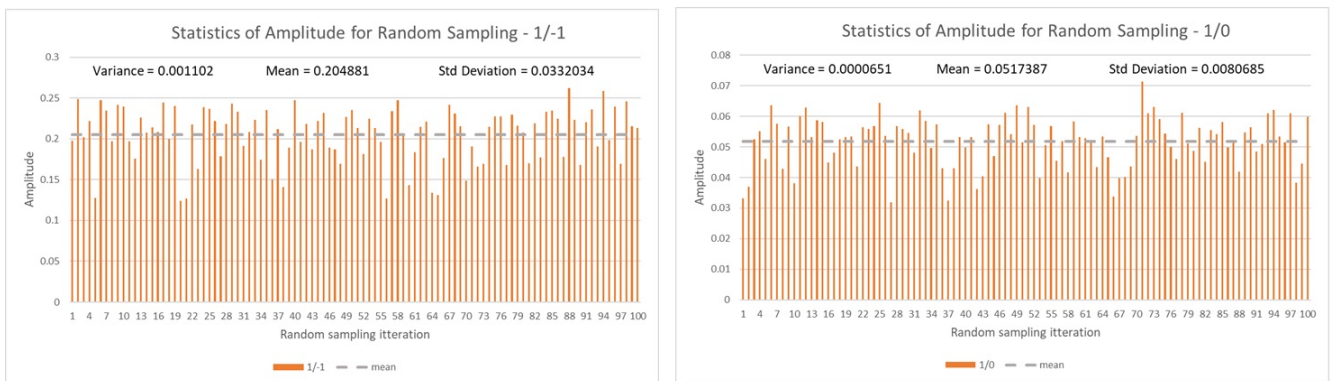 Statistics of Amplitude for Random Sampling - 1/-1
Variance = 0.001102 Mean = 0.204881 Std Deviation = 0.0332034
Amplitude
0.3
0.25
0.2
0.15
0.1
0.05
0
1 4 7 10 13 16 19 22 25 28 31 34 37 40 43 46 49 52 55 58 61 64 67 70 73 76 79 82 85 88 91 94 97 100
Random sampling itteration
1/-1 mean
Statistics of Amplitude for Random Sampling - 1/0
Variance = 0.0000651 Mean = 0.0517387 Std Deviation = 0.0080685
Amplitude
0.08
0.07
0.06
0.05
0.04
0.03
0.02
0.01
0
1 4 7 10 13 16 19 22 25 28 31 34 37 40 43 46 49 52 55 58 61 64 67 70 73 76 79 82 85 88 91 94 97 100
Random sampling itteration
1/0 mean